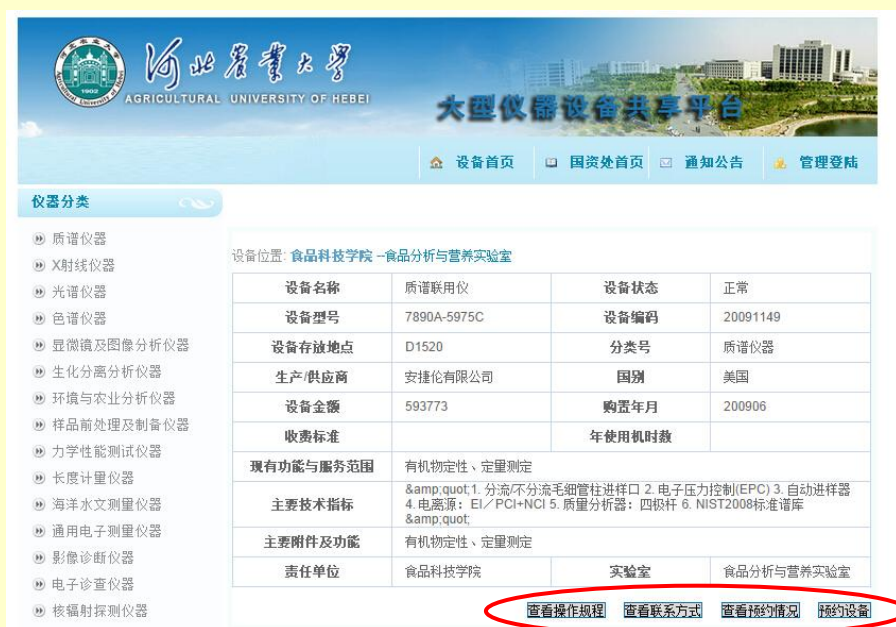 河北农业大学
AGRICULTURAL UNIVERSITY OF HEBEI
1902
大型仪器设备共享平台
设备首页 国资处首页 通知公告 管理登陆
仪器分类
质谱仪器
X射线仪器
光谱仪器
色谱仪器
显微镜及图像分析仪器
生化分离分析仪器
环境与农业分析仪器
样品前处理及制备仪器
力学性能测试仪器
长度计量仪器
海洋水文测量仪器
通用电子测量仪器
影像诊断仪器
电子诊查仪器
核辐射探测仪器
设备位置: 食品科技学院 --食品分析与营养实验室
设备名称 质谱联用仪 设备状态 正常
设备型号 7890A-5975C 设备编码 20091149
设备存放地点 D1520 分类号 质谱仪器
生产/供应商 安捷伦有限公司 国别 美国
设备金额 593773 购置年月 200906
收费标准 年使用机时数
现有功能与服务范围 有机物定性、定量测定
主要技术指标 &amp;quot;1. 分流/不分流毛细管柱进样口 2. 电子压力控制(EPC) 3. 自动进样器
4. 电离源： EI／PCI+NCI 5. 质量分析器：四极杆 6. NIST2008标准谱库
&amp;quot;
主要附件及功能 有机物定性、定量测定
责任单位 食品科技学院 实验室 食品分析与营养实验室
查看操作规程 查看联系方式 查看预约情况 预约设备